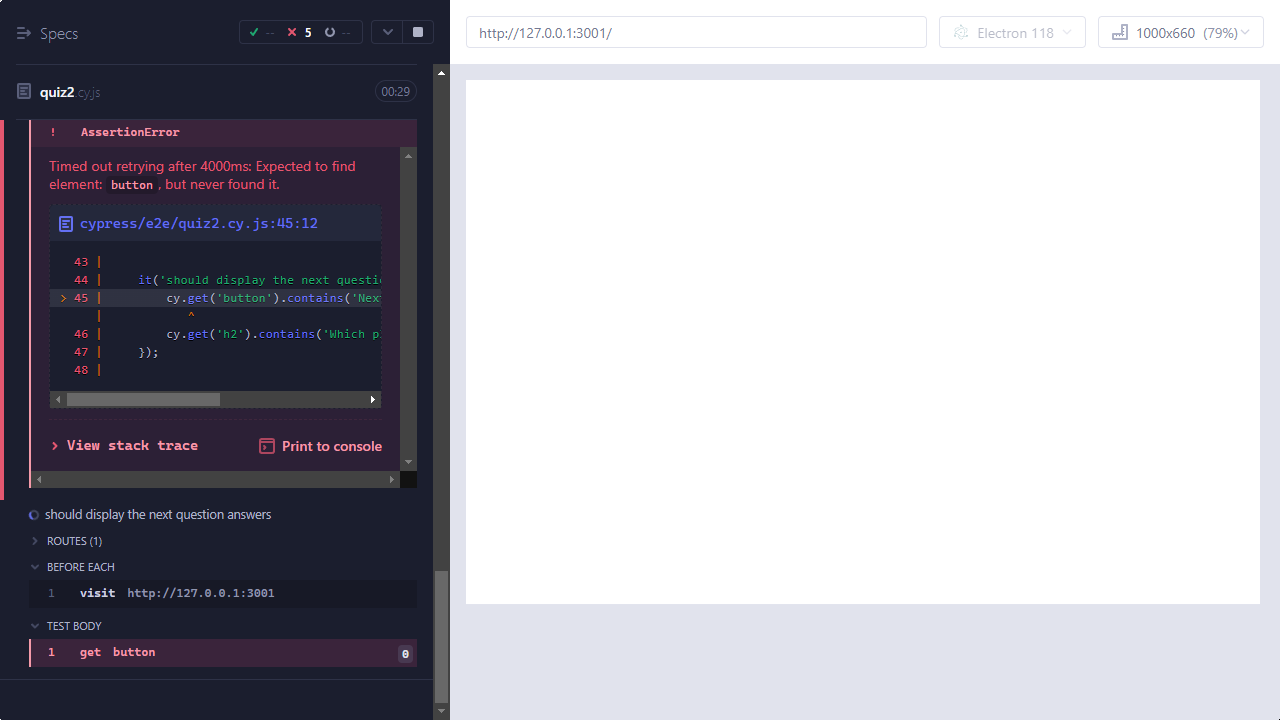 Specs
-- 5 --
quiz2.cy.js
00:29
! AssertionError
Timed out retrying after 4000ms: Expected to find
element: button, but never found it.
cypress/e2e/quiz2.cy.js:45:12
43 |
44 | it('should display the next questi
> 45 | cy.get('button').contains('Nex
| ^
46 | cy.get('h2').contains('Which p
47 | });
48 |
View stack trace
Print to console
should display the next question answers
ROUTES (1)
BEFORE EACH
1 visit http://127.0.0.1:3001
TEST BODY
1 get button 0
http://127.0.0.1:3001/
Electron 118
1000x660 (79%)